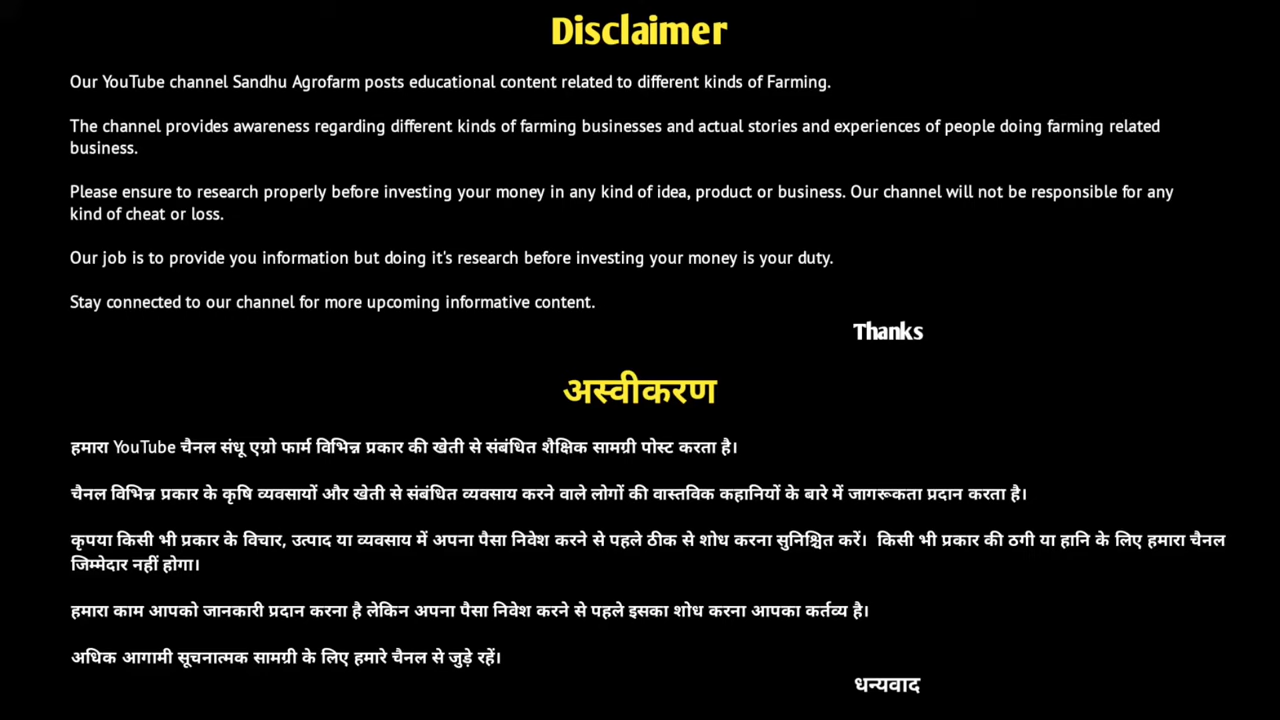 Disclaimer
Our YouTube channel Sandhu Agrofarm posts educational content related to different kinds of Farming.
The channel provides awareness regarding different kinds of farming businesses and actual stories and experiences of people doing farming related
business.
Please ensure to research properly before investing your money in any kind of idea, product or business. Our channel will not be responsible for any
kind of cheat or loss.
Our job is to provide you information but doing it's research before investing your money is your duty.
Stay connected to our channel for more upcoming informative content.
Thanks
अस्वीकरण
हमारा YouTube चैनल संधू एग्रो फार्म विभिन्न प्रकार की खेती से संबंधित शैक्षिक सामग्री पोस्ट करता है।
चैनल विभिन्न प्रकार के कृषि व्यवसायों और खेती से संबंधित व्यवसाय करने वाले लोगों की वास्तविक कहानियों के बारे में जागरूकता प्रदान करता है।
कृपया किसी भी प्रकार के विचार, उत्पाद या व्यवसाय में अपना पैसा निवेश करने से पहले ठीक से शोध करना सुनिश्चित करें। किसी भी प्रकार की ठगी या हानि के लिए हमारा चैनल
जिम्मेदार नहीं होगा।
हमारा काम आपको जानकारी प्रदान करना है लेकिन अपना पैसा निवेश करने से पहले इसका शोध करना आपका कर्तव्य है।
अधिक आगामी सूचनात्मक सामग्री के लिए हमारे चैनल से जुड़े रहें।
धन्यवाद